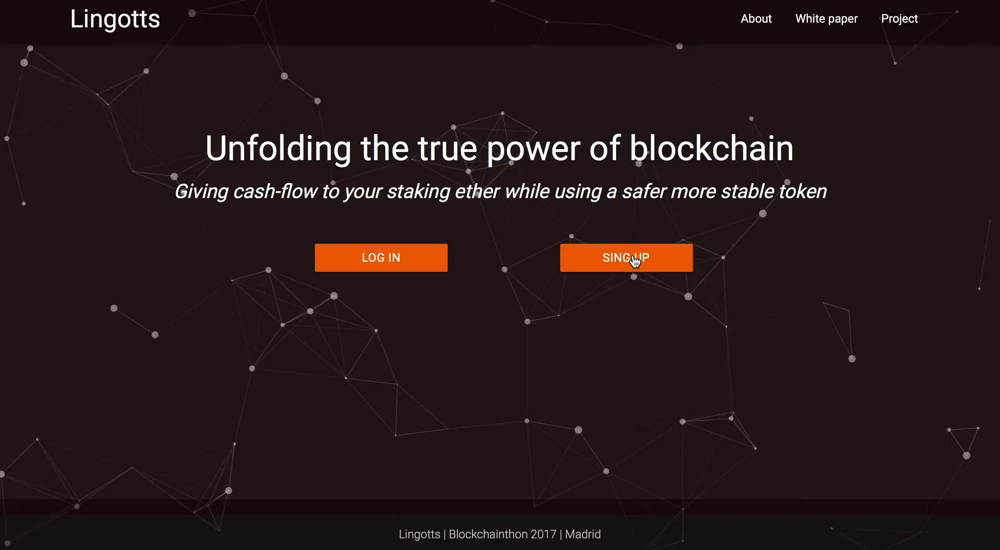 Lingotts
About
White paper
Project
Unfolding the true power of blockchain
Giving cash-flow to your staking ether while using a safer more stable token
LOG IN
SING UP
Lingotts | Blockchainthon 2017 | Madrid